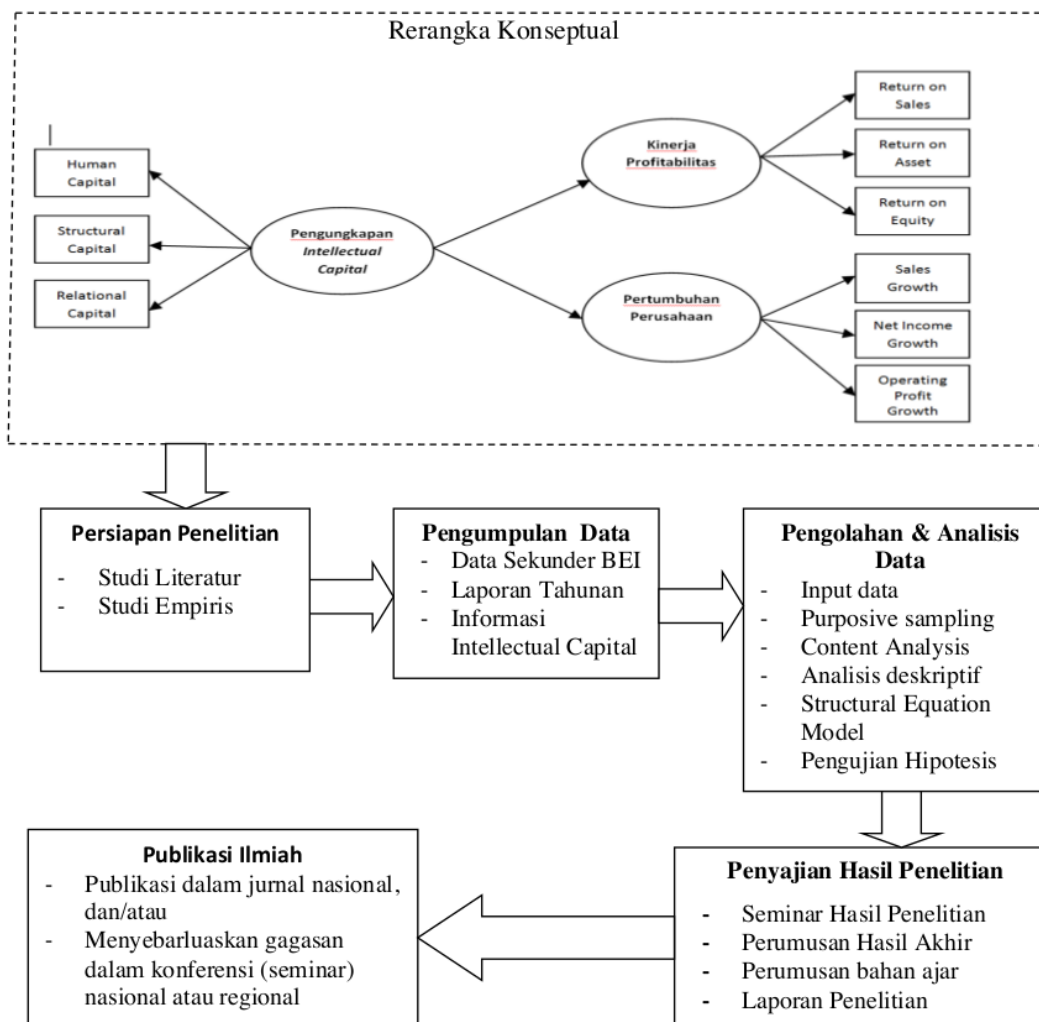 Rerangka Konseptual
Human
Capital
Structural
Capital
Relational
Capital
Pengungkapan
Intellectual
Capital
Kinerja
Profitabilitas
Pertumbuhan
Perusahaan
Return on
Sales
Return on
Asset
Return on
Equity
Sales
Growth
Net Income
Growth
Operating
Profit
Growth
Persiapan Penelitian
- Studi Literatur
- Studi Empiris
Pengumpulan Data
- Data Sekunder BEI
- Laporan Tahunan
- Informasi
Intellectual Capital
Pengolahan & Analisis
Data
- Input data
- Purposive sampling
- Content Analysis
- Analisis deskriptif
- Structural Equation
Model
- Pengujian Hipotesis
Penyajian Hasil Penelitian
- Seminar Hasil Penelitian
- Perumusan Hasil Akhir
- Perumusan bahan ajar
- Laporan Penelitian
Publikasi Ilmiah
- Publikasi dalam jurnal nasional,
dan/atau
- Menyebarluaskan gagasan
dalam konferensi (seminar)
nasional atau regional